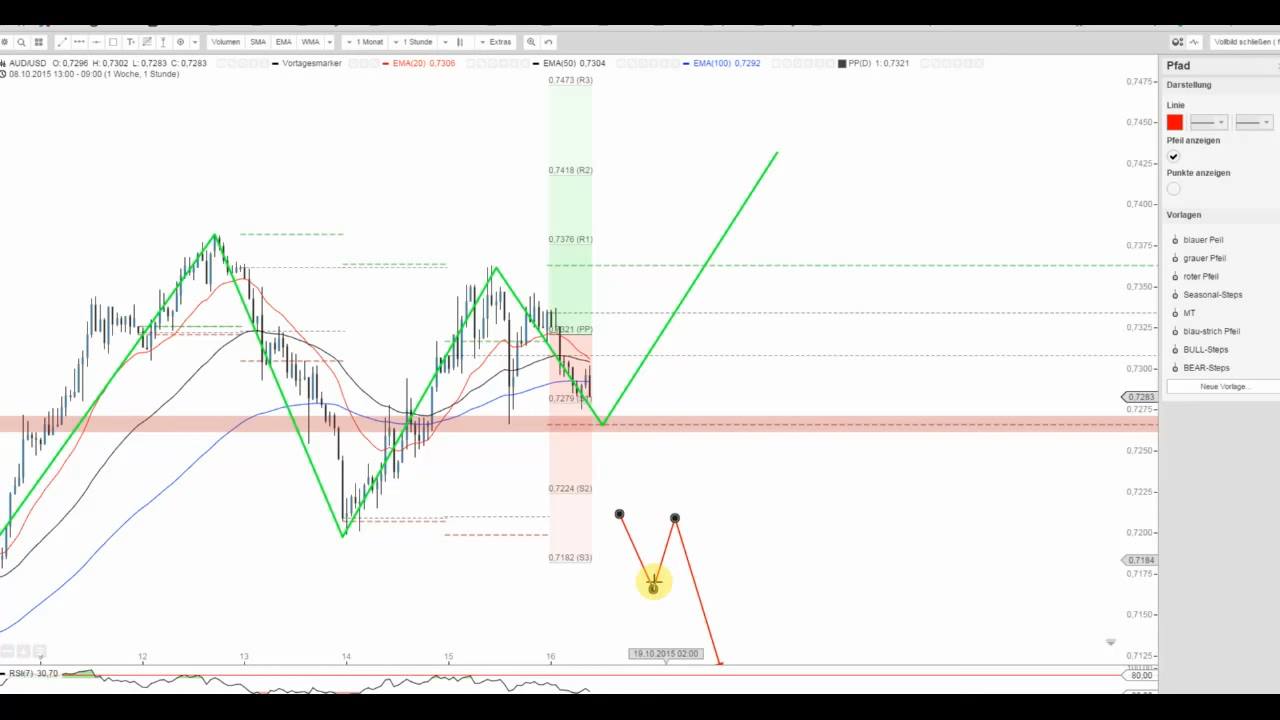 Volumen SMA EMA WMA 1 Monat 1 Stunde Extras Vollbild schließen (
AUD/USD O: 0,7296 H: 0,7302 L: 0,7283 C: 0,7283 Vortagesmarker EMA(20) 0,7306 EMA(50) 0,7304 EMA(100) 0,7292 PP(D) 1: 0,7321
08.10.2015 13:00 - 09:00 (1 Woche, 1 Stunde)
0,7473 (R3)
0,7418 (R2)
0,7376 (R1)
0,7321 (PP)
0,7279 (S1)
0,7224 (S2)
0,7182 (S3)
0,7475
0,7450
0,7425
0,7400
0,7375
0,7350
0,7325
0,7300
0,7283
0,7275
0,7250
0,7225
0,7200
0,7184
0,7175
0,7150
0,7125
12 13 14 15 16
19.10.2015 02:00
RSI(7) 30,70
80,00
Pfad
Darstellung
Linie
Pfeil anzeigen
Punkte anzeigen
Vorlagen
blauer Peil
grauer Pfeil
roter Pfeil
Seasonal-Steps
MT
blau-strich Pfeil
BULL-Steps
BEAR-Steps
Neue Vorlage...